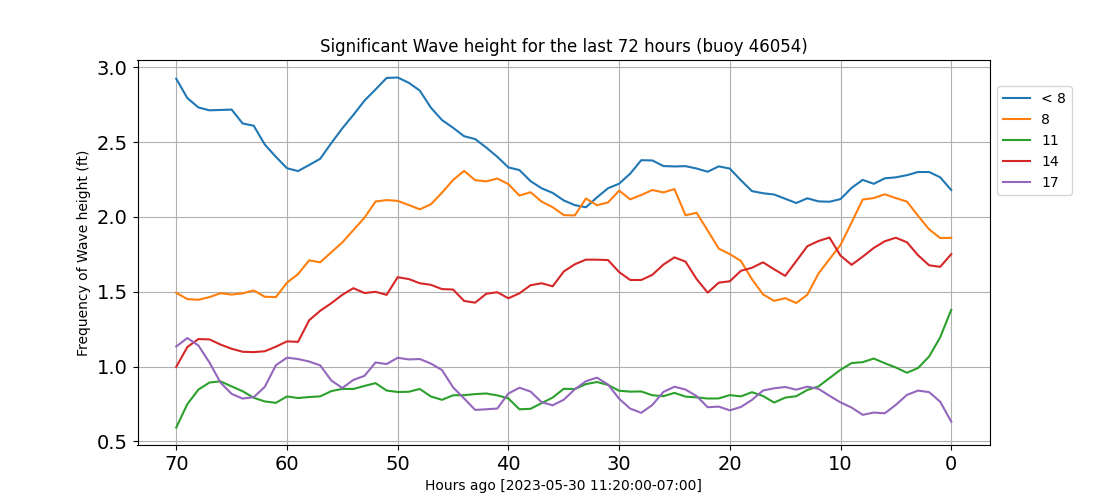 Significant Wave height for the last 72 hours (buoy 46054)
3.0
2.5
2.0
1.5
1.0
0.5
Frequency of Wave height (ft)
70 60 50 40 30 20 10 0
Hours ago [2023-05-30 11:20:00-07:00]
< 8
8
11
14
17